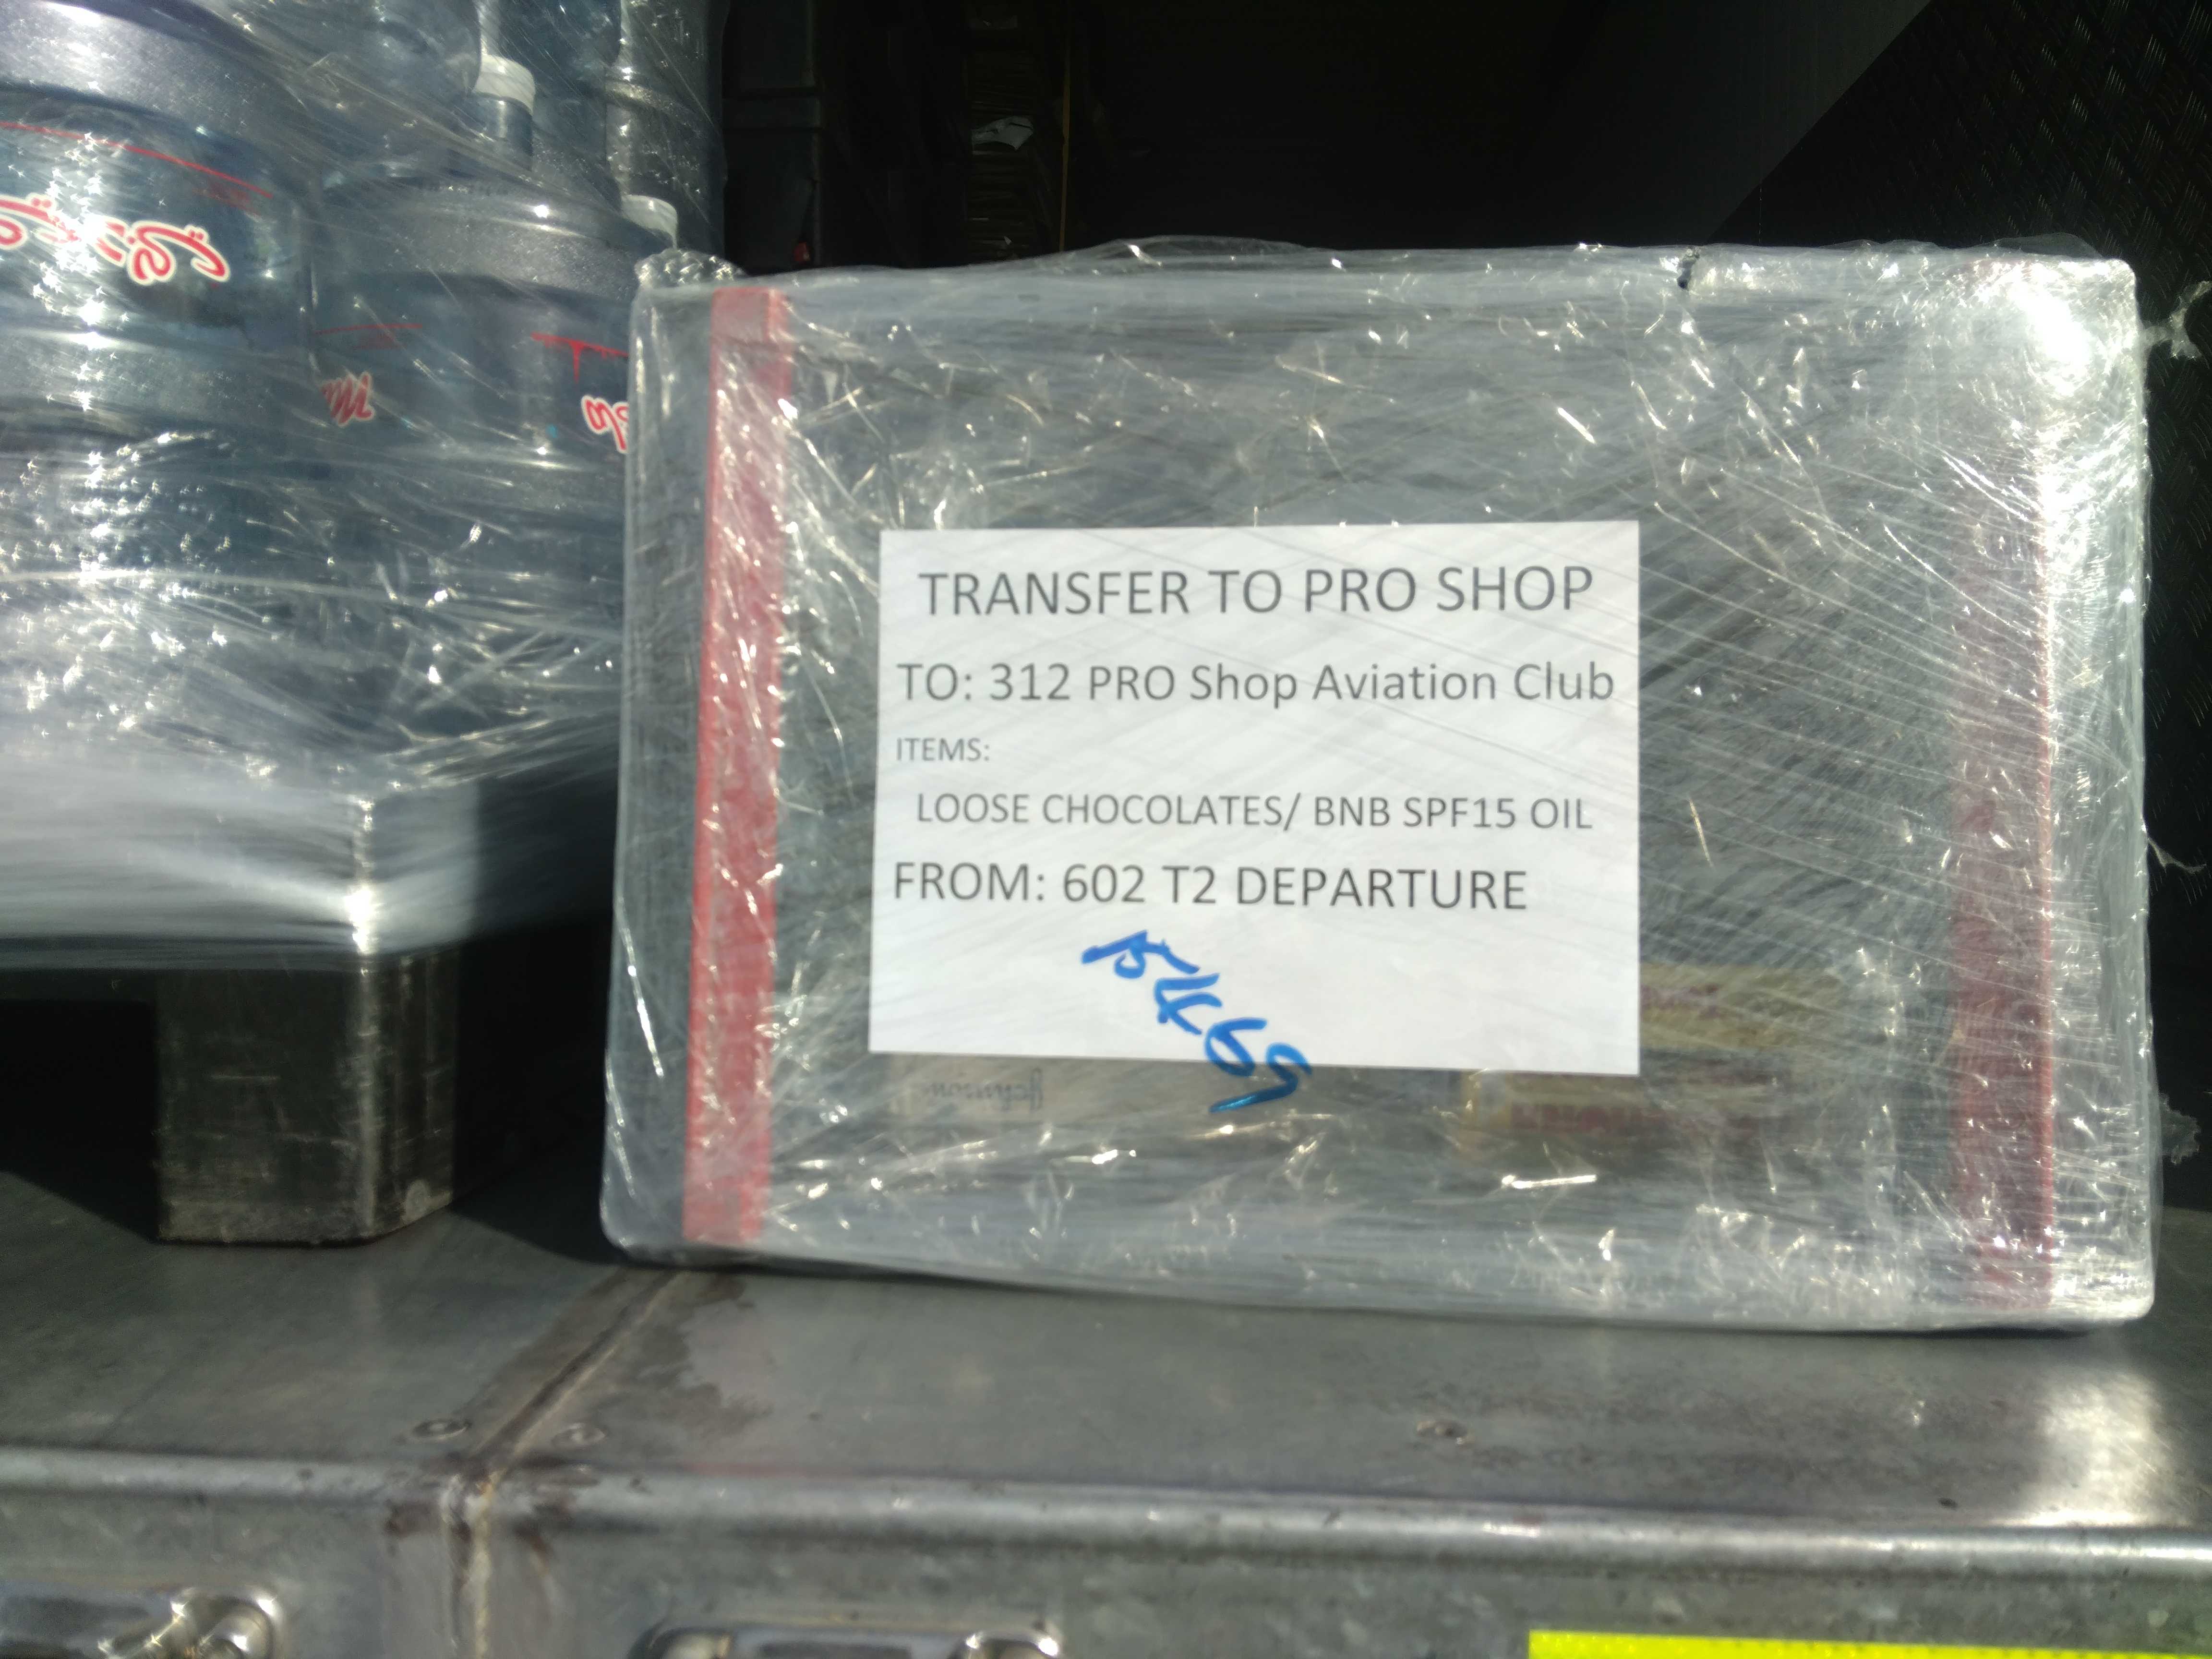 TRANSFER TO PRO SHOP
TO: 312 PRO Shop Aviation Club
ITEMS:
LOOSE CHOCOLATES/ BNB SPF15 OIL
FROM: 602 T2 DEPARTURE
Johnson